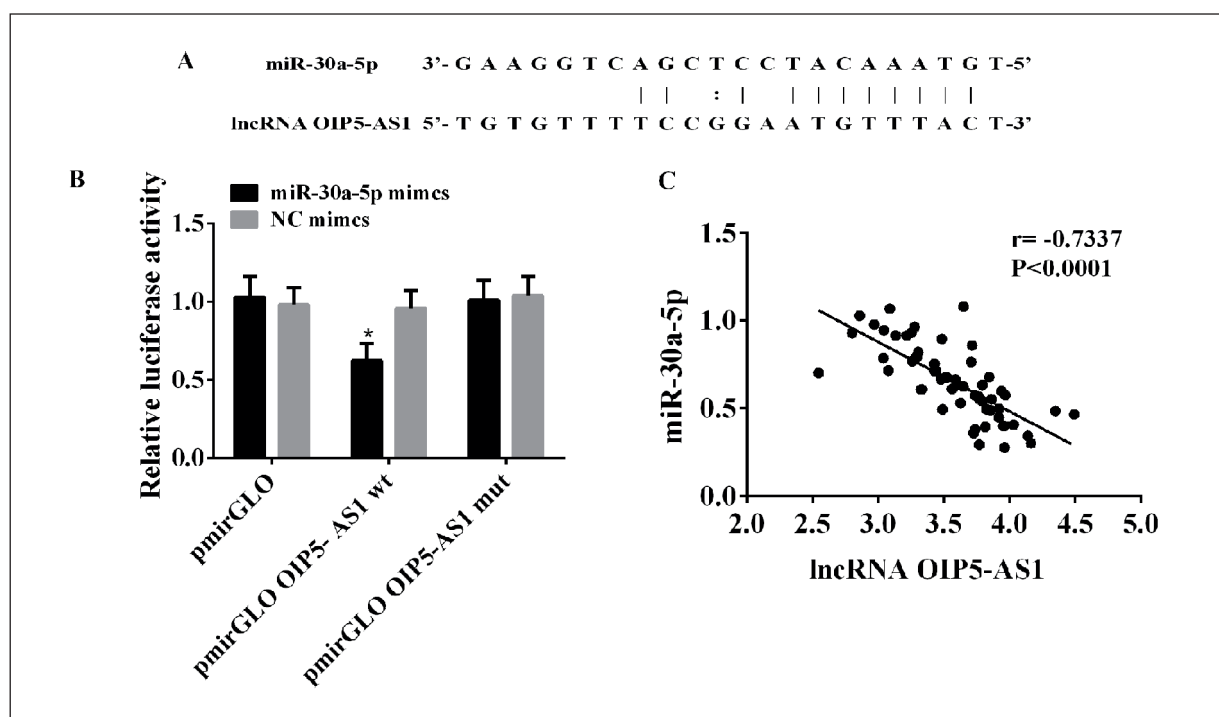 A
miR-30a-5p 3'- G A A G G T C A G C T C C T A C A A A T G T-5'
| | : | | | | | | | | |
lncRNA OIP5-AS1 5'- T G T G T T T T C C G G A A T G T T T A C T-3'
B
miR-30a-5p mimcs
NC mimcs
Relative luciferase activity
1.5
1.0
0.5
0.0
pmirGLO
pmirGLO OIP5- AS1 wt
pmirGLO OIP5-AS1 mut
*
C
r= -0.7337
P<0.0001
miR-30a-5p
1.5
1.0
0.5
0.0
2.0 2.5 3.0 3.5 4.0 4.5 5.0
lncRNA OIP5-AS1